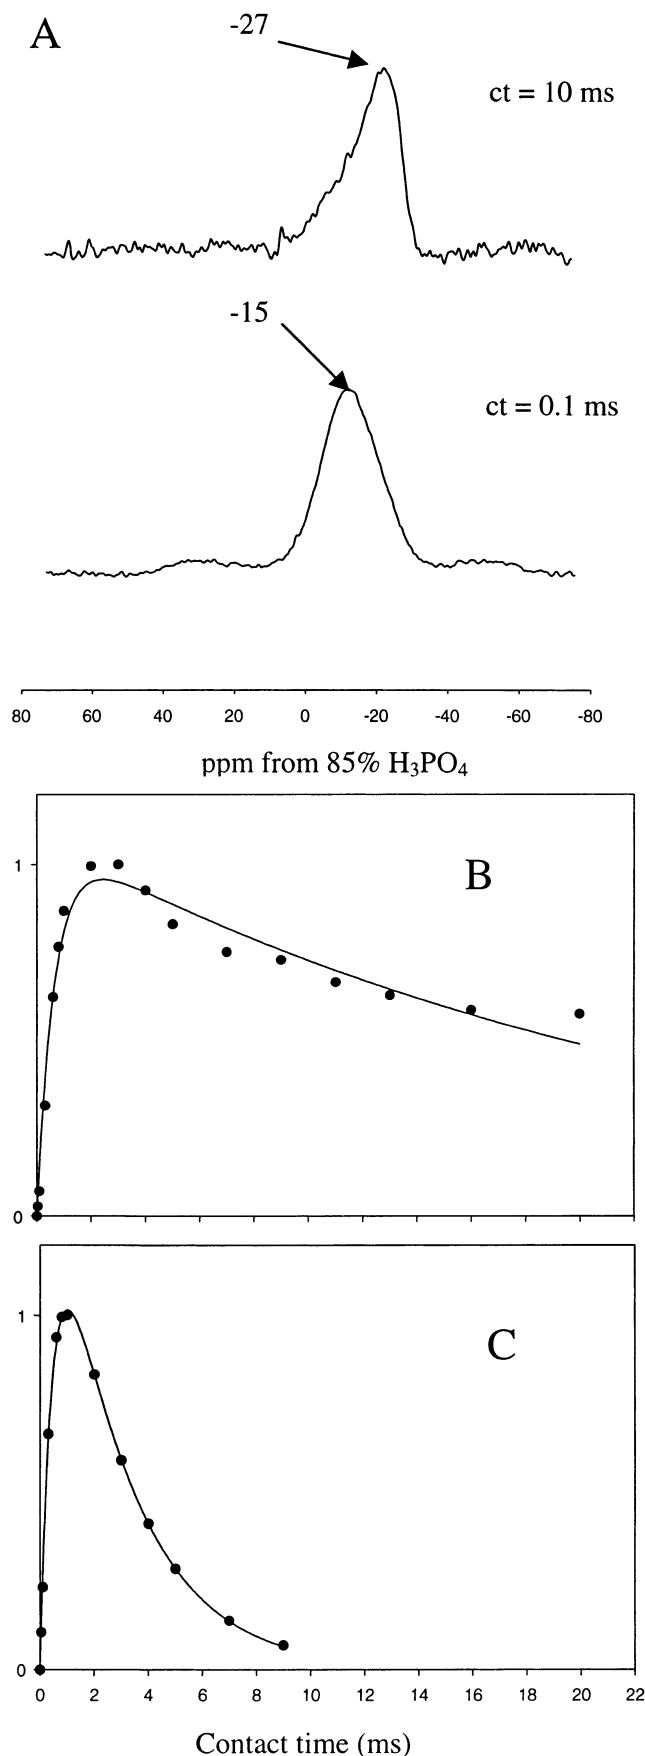 A
-27
ct = 10 ms
-15
ct = 0.1 ms
80 60 40 20 0 -20 -40 -60 -80
ppm from 85% H₃PO₄
1
B
0
1
C
0
0 2 4 6 8 10 12 14 16 18 20 22
Contact time (ms)